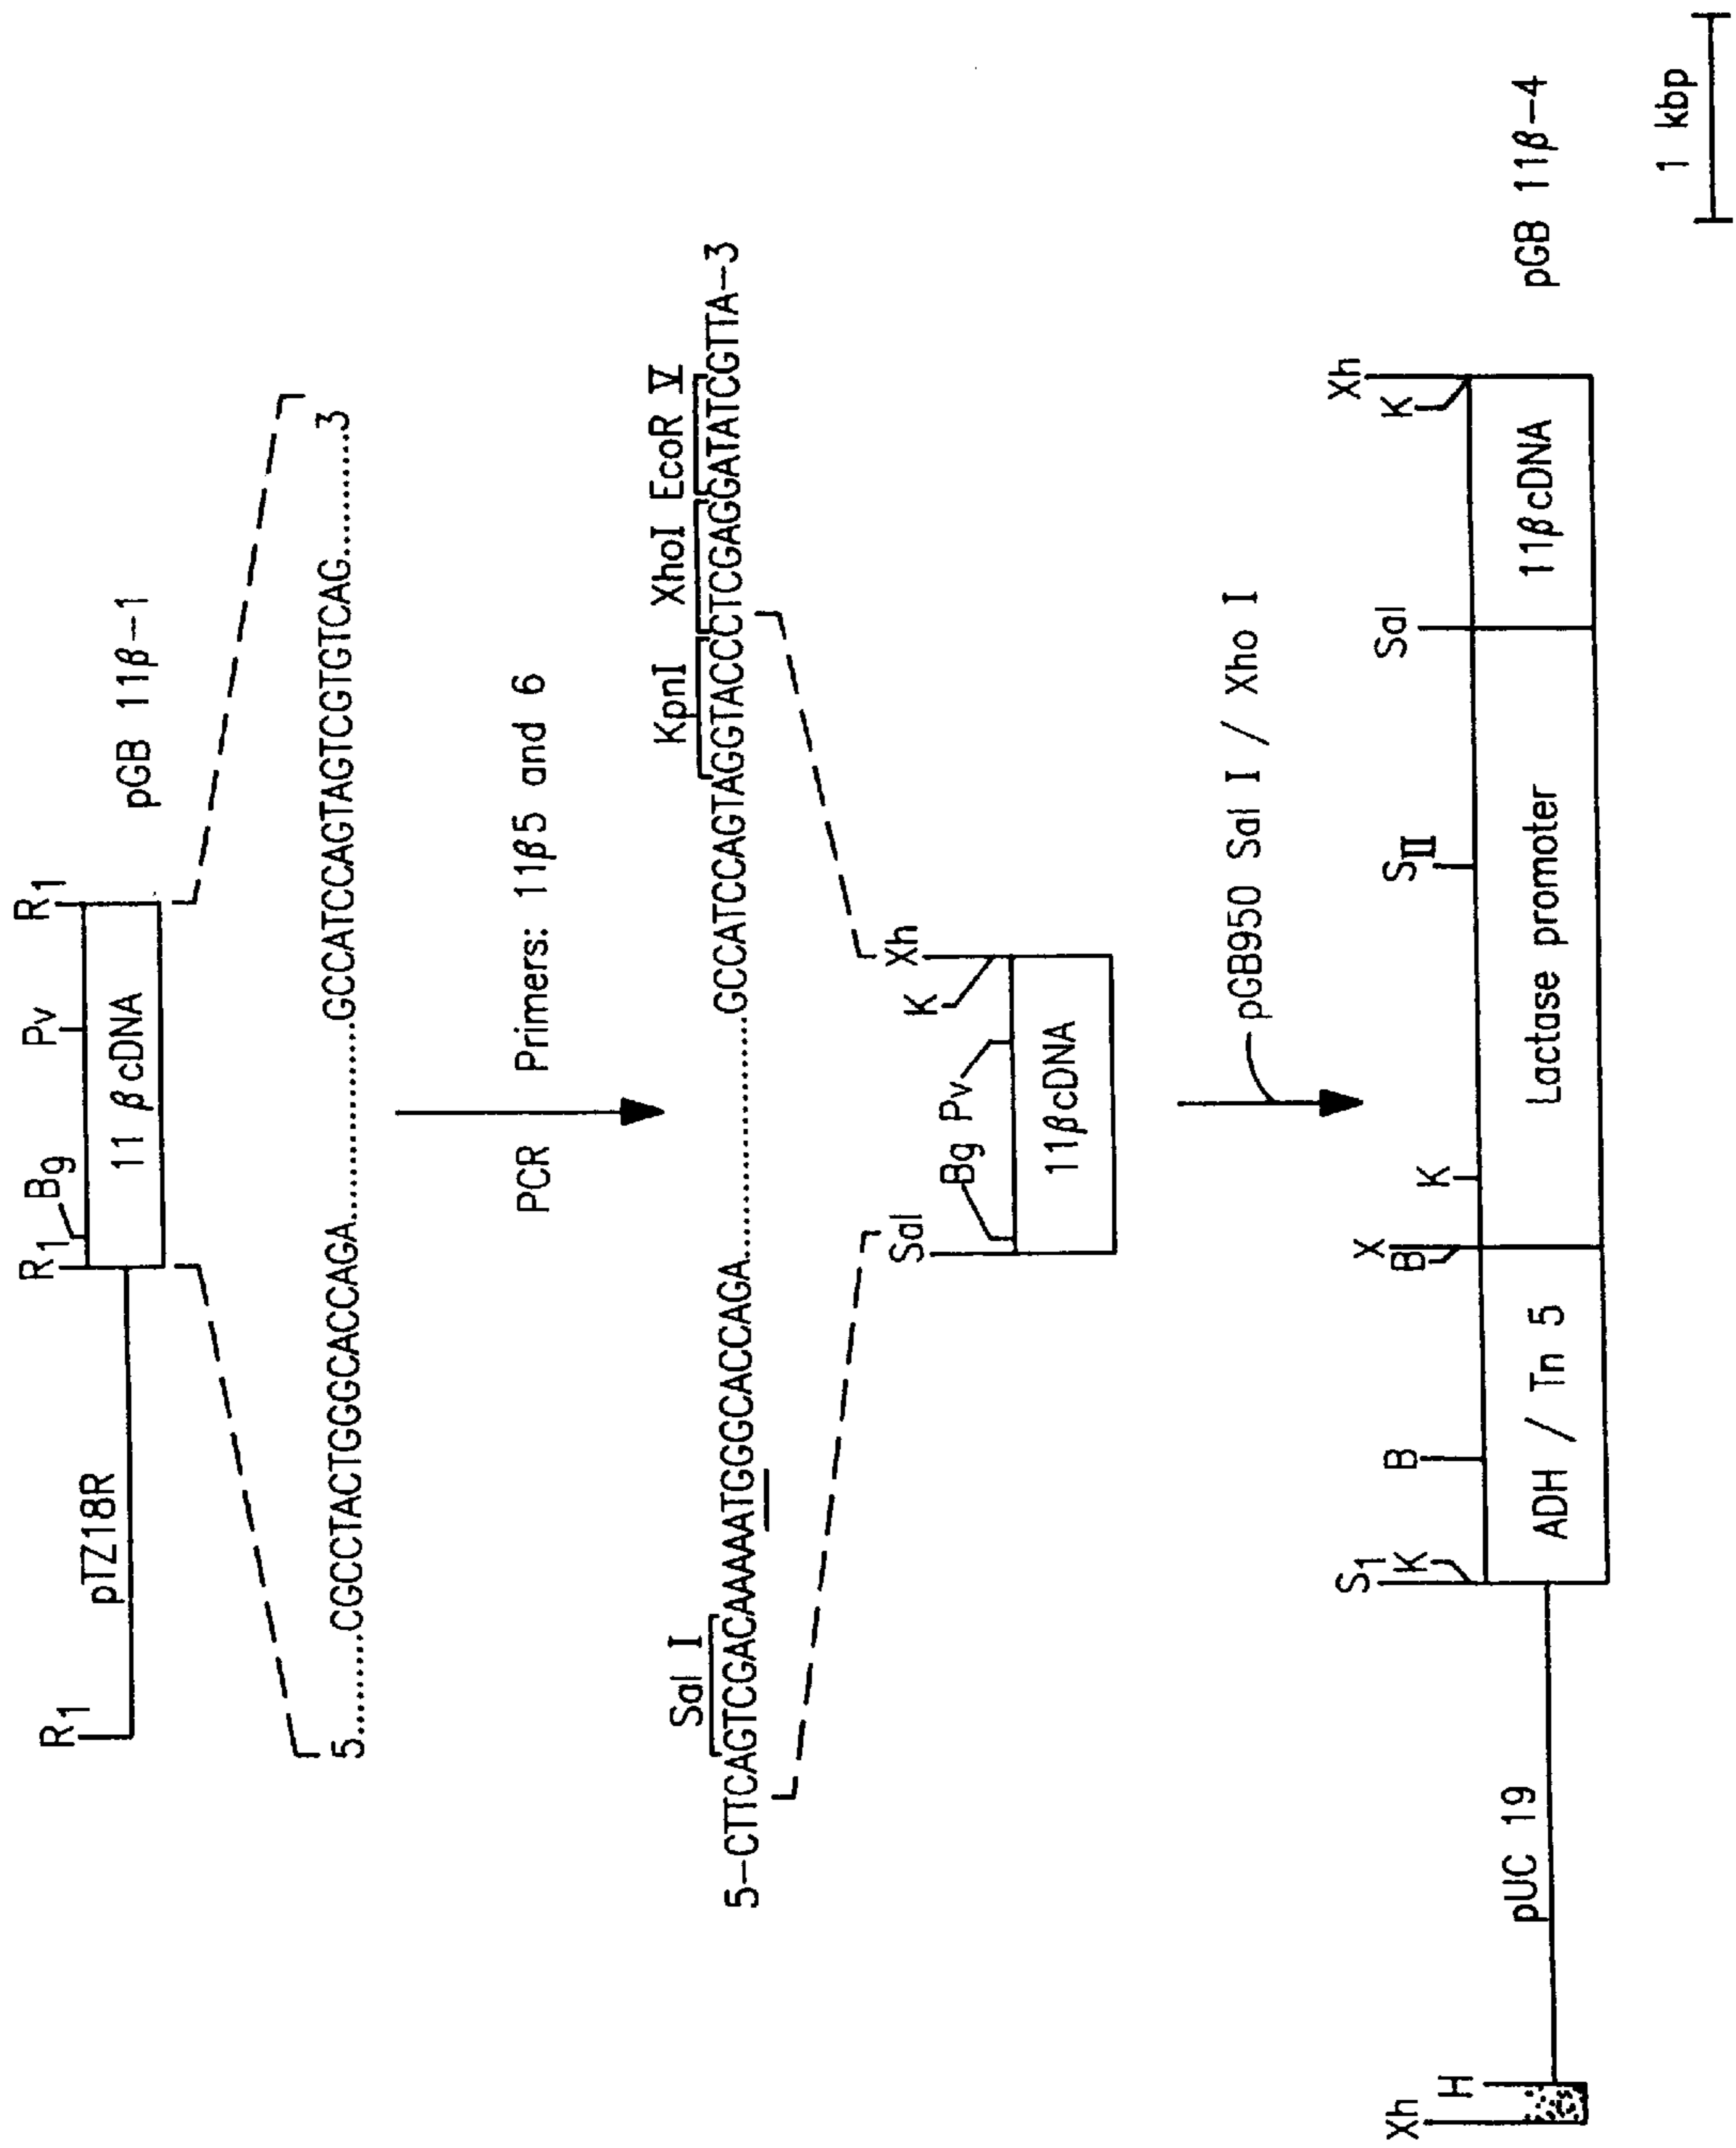 R1 pTZ18R R1 Bg Pv R1
11 β cDNA
pGB 11β-1
5........CGCCTACTGGGCACCAGA....................GCCATCCAGTAGTCGTGTCAG.........3
PCR Primers: 11β5 and 6
Sal I KpnI XhoI EcoR V
5-CTTCAGTCGACAAAATGGCACCAGA....................GCCATCCAGTAGGTACCCTCGAGGATATCGTTA-3
Sal Bg Pv K Xh
11βcDNA
pGB950 Sal I / Xho I
Xh H S1 K B B X K SII Sal K Xh
pUC 19 ADH / Tn 5 Lactase promoter 11βcDNA
pGB 11β-4
1 kbp